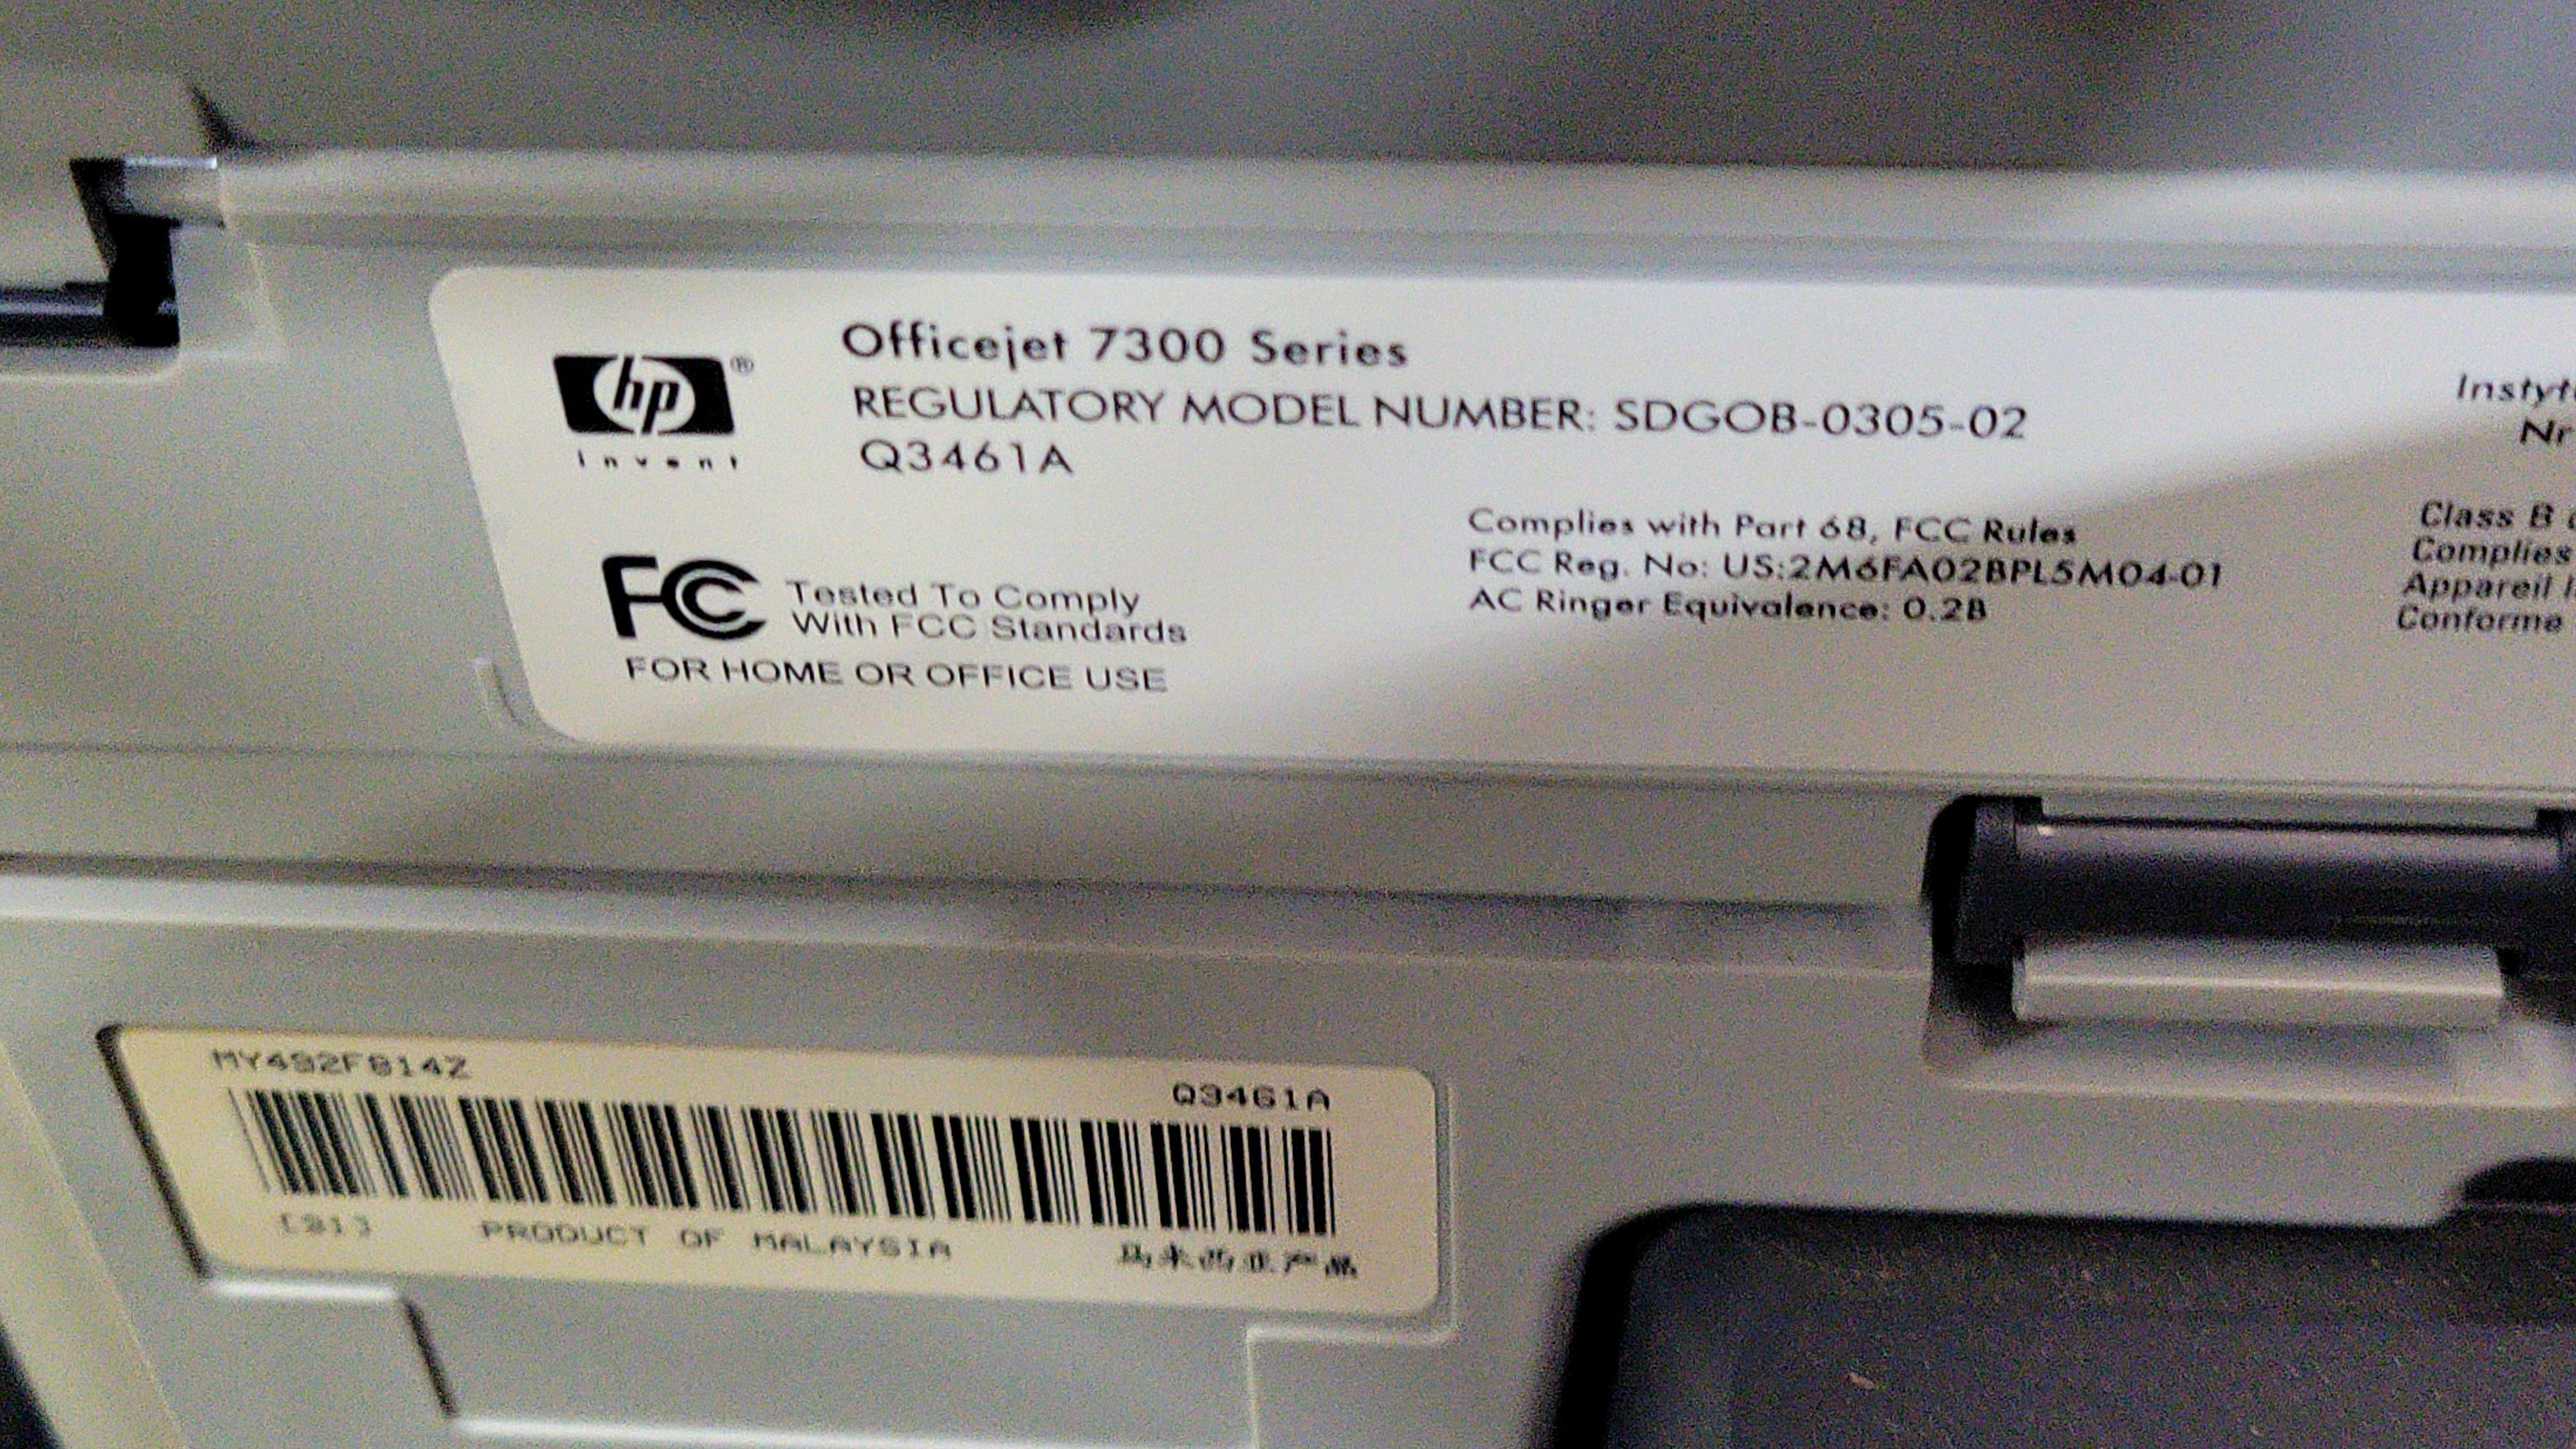 hp ®
invent
Officejet 7300 Series
REGULATORY MODEL NUMBER: SDGOB-0305-02
Q3461A
FC Tested To Comply
With FCC Standards
FOR HOME OR OFFICE USE
Complies with Part 68, FCC Rules
FCC Reg. No: US:2M6FA02BPL5M04-01
AC Ringer Equivalence: 0.2B
Nr
Class B
Complies
Appareil
Conforme
Q3461A
PRODUCT OF MALAYSIA
马来西亚产品